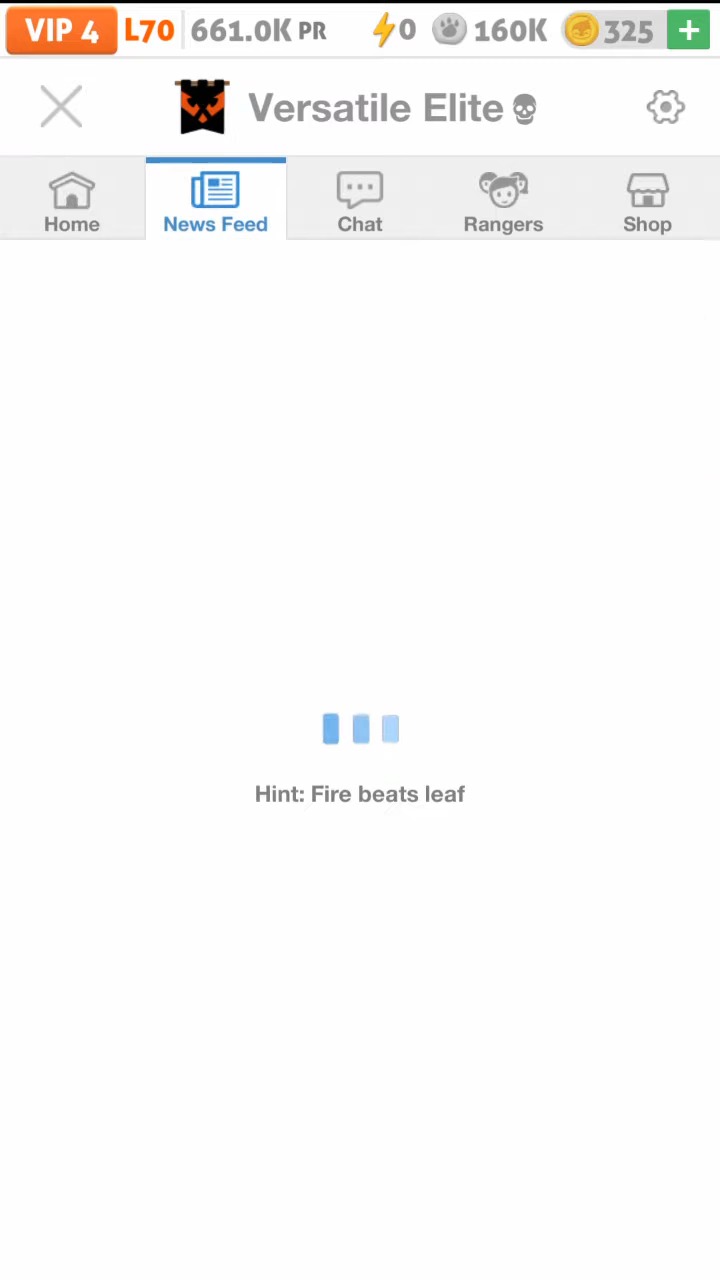 VIP 4 L70 661.0K PR 0 160K 325 +
Versatile Elite
Home News Feed Chat Rangers Shop
Hint: Fire beats leaf